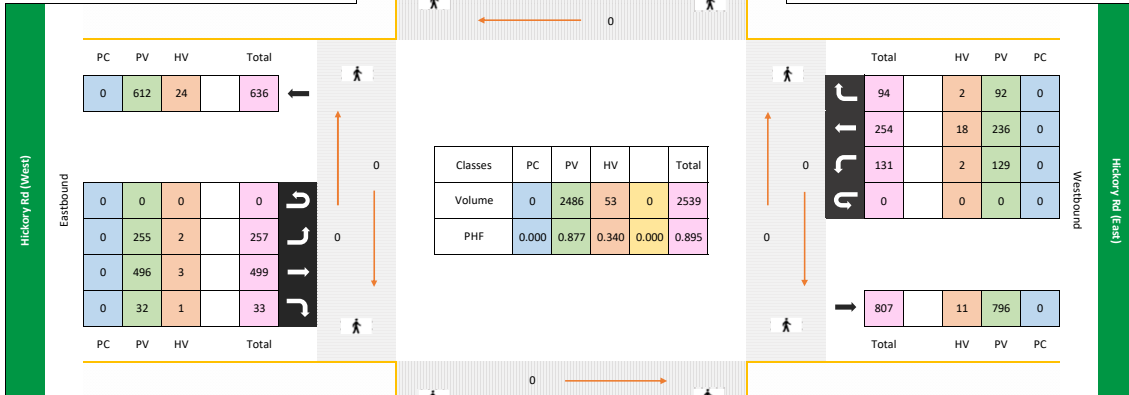 0
PC PV HV Total
0 612 24 636
Hickory Rd (West)
Eastbound
0 0 0 0
0 255 2 257
0 496 3 499
0 32 1 33
PC PV HV Total
0
0
Classes PC PV HV Total
Volume 0 2486 53 0 2539
PHF 0.000 0.877 0.340 0.000 0.895
0
0
Total HV PV PC
94 2 92 0
254 18 236 0
131 2 129 0
0 0 0 0
Westbound
Hickory Rd (East)
807 11 796 0
Total HV PV PC
0